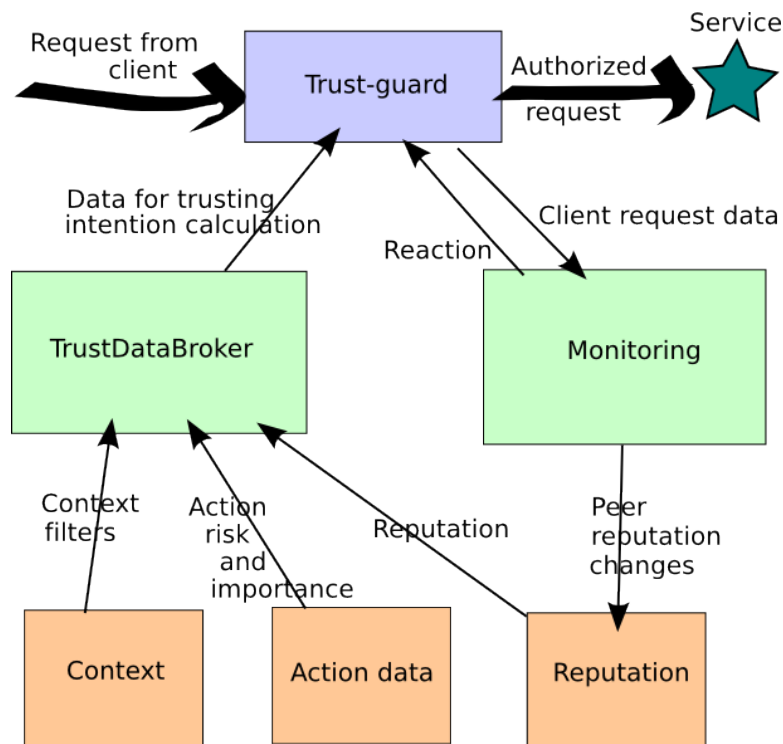 Service
Request from
client
Trust-guard
Authorized
request
Data for trusting
intention calculation
Client request data
Reaction
TrustDataBroker
Monitoring
Context
filters
Action
risk
and
importance
Reputation
Peer
reputation
changes
Context
Action data
Reputation